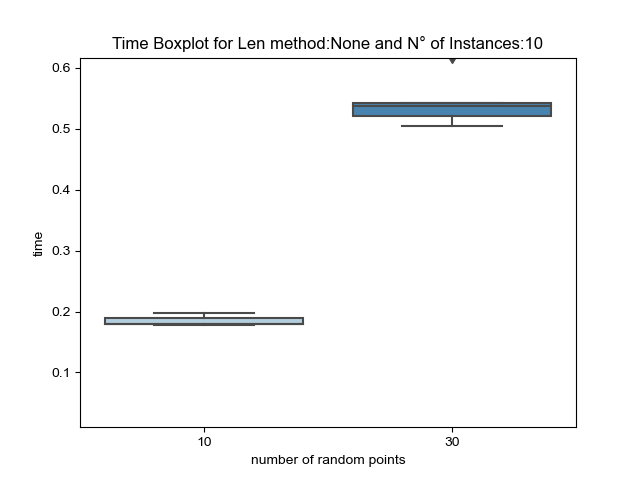 Time Boxplot for Len method:None and N° of Instances:10
0.6
0.5
0.4
0.3
0.2
0.1
time
10 30
number of random points